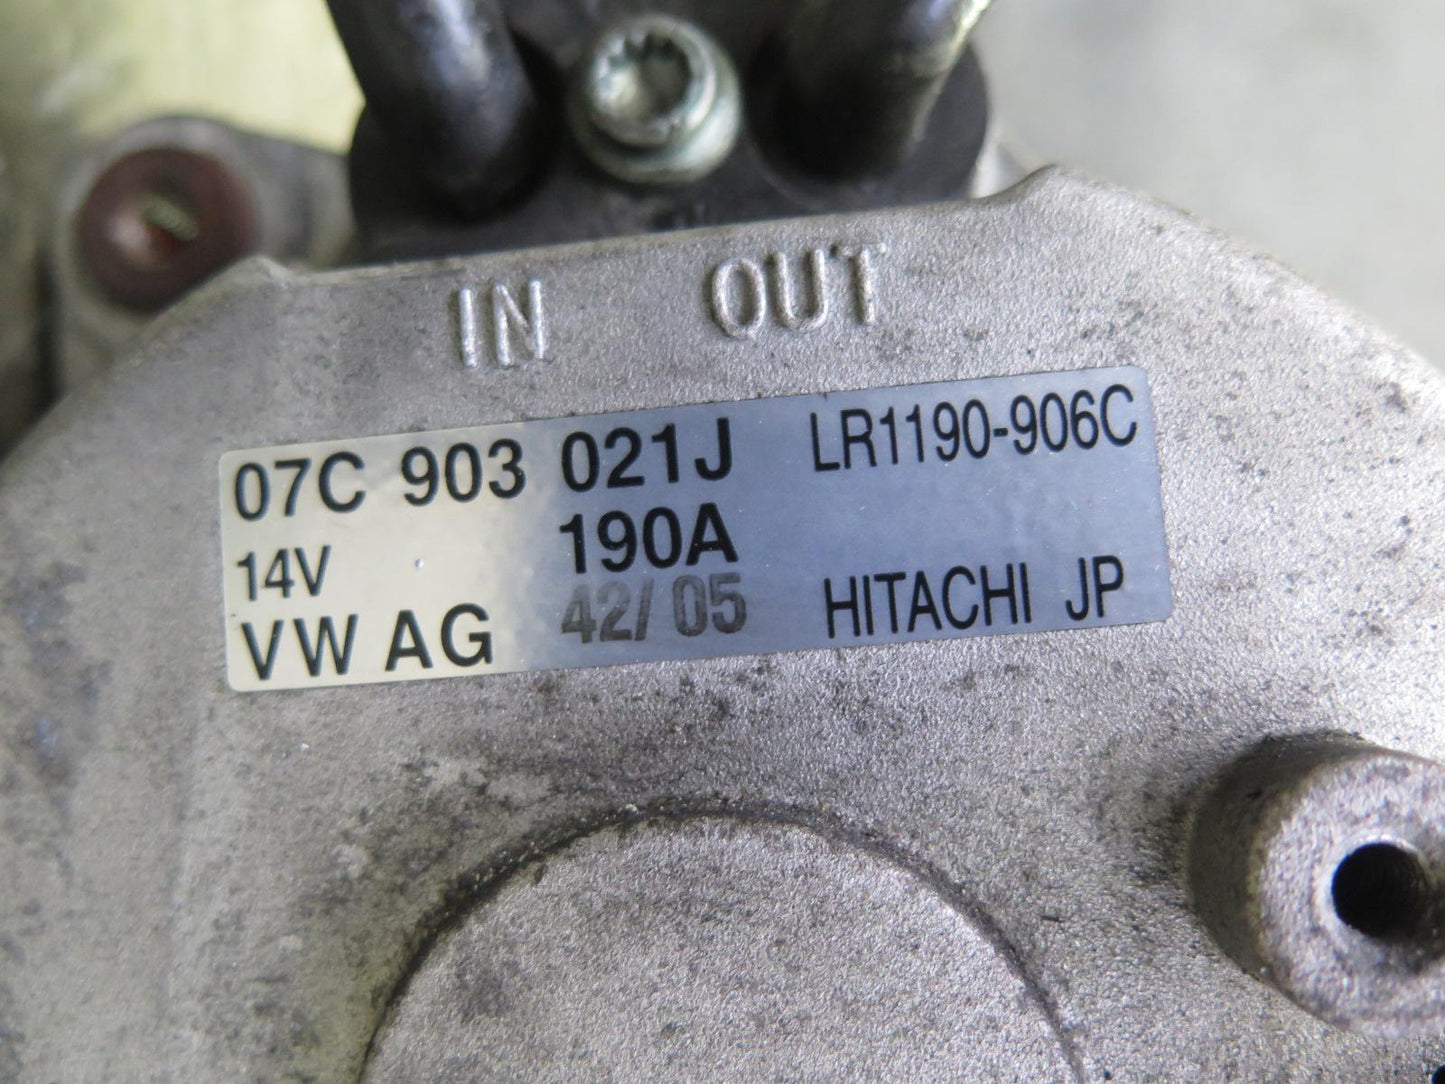 IN OUT
07C 903 021J LR1190-906C
14V 190A
VW AG 42/05 HITACHI JP